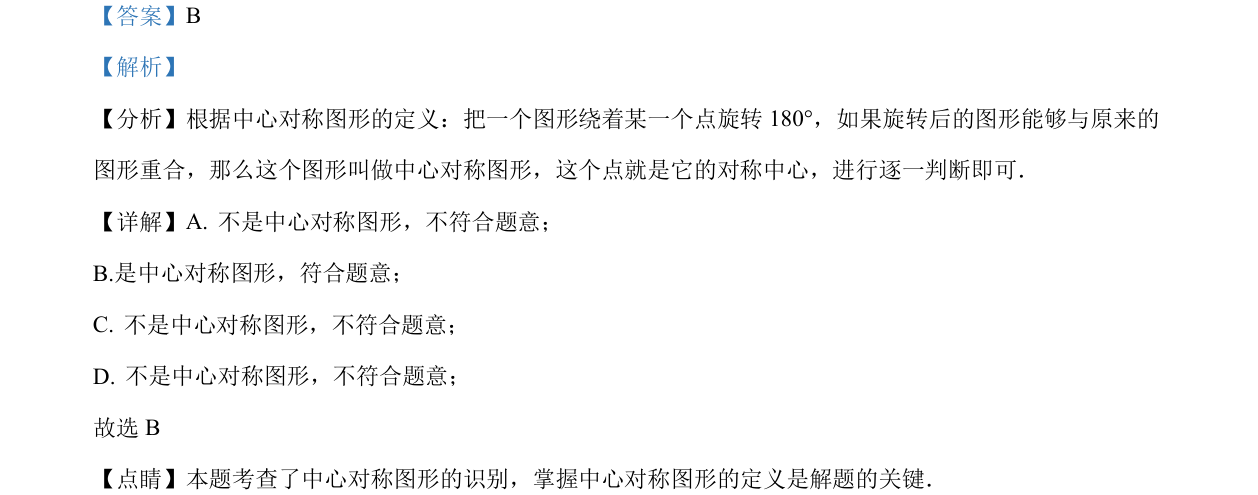 【答案】B
【解析】
【分析】根据中心对称图形的定义：把一个图形绕着某一个点旋转 180°，如果旋转后的图形能够与原来的
图形重合，那么这个图形叫做中心对称图形，这个点就是它的对称中心，进行逐一判断即可．
【详解】A. 不是中心对称图形，不符合题意；
B.是中心对称图形，符合题意；
C. 不是中心对称图形，不符合题意；
D. 不是中心对称图形，不符合题意；
故选 B
【点睛】本题考查了中心对称图形的识别，掌握中心对称图形的定义是解题的关键．